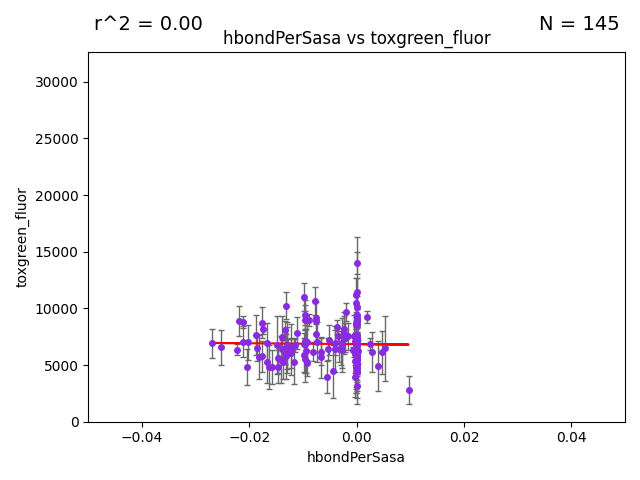 r^2 = 0.00
N = 145
hbondPerSasa vs toxgreen_fluor
30000
25000
20000
15000
10000
5000
0
toxgreen_fluor
−0.04
−0.02
0.00
0.02
0.04
hbondPerSasa